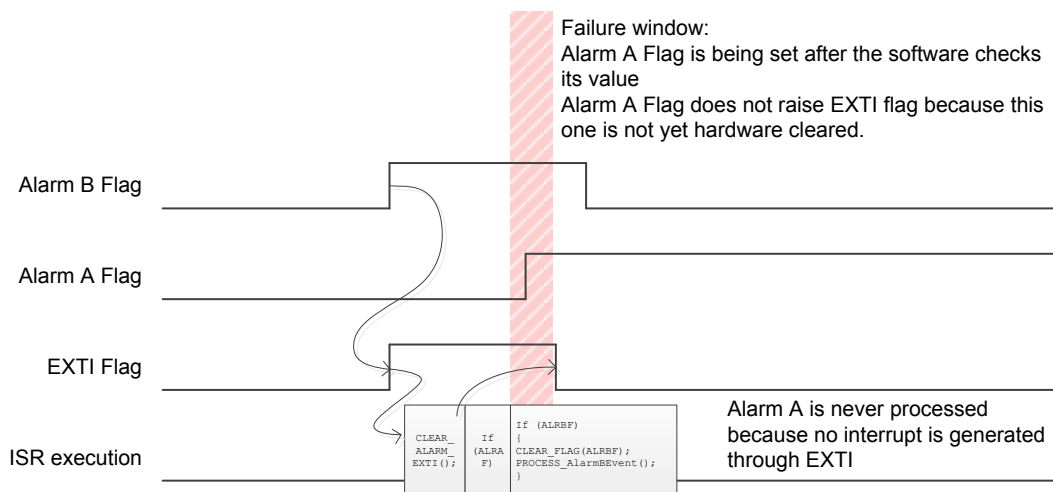 Failure window:
Alarm A Flag is being set after the software checks
its value
Alarm A Flag does not raise EXTI flag because this
one is not yet hardware cleared.
Alarm B Flag
Alarm A Flag
EXTI Flag
ISR execution
CLEAR_
ALARM_
EXTI();
If
(ALRA
F)
If (ALRBF)
{
CLEAR_FLAG(ALRBF);
PROCESS_AlarmBEvent();
}
Alarm A is never processed
because no interrupt is generated
through EXTI